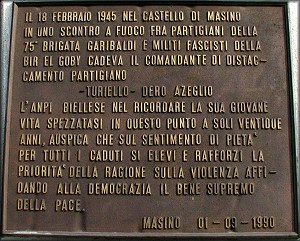 IL 18 FEBBRAIO 1945 NEL CASTELLO DI MASINO
IN UNO SCONTRO A FUOCO FRA PARTIGIANI DELLA
75° BRIGATA GARIBALDI E MILITI FASCISTI DELLA
BIR EL GOBY CADEVA IL COMANDANTE DI DISTAC-
CAMENTO PARTIGIANO
-TURIELLO- DERO AZEGLIO
L'ANPI BIELLESE NEL RICORDARE LA SUA GIOVANE
VITA SPEZZATASI IN QUESTO PUNTO A SOLI VENTIQUE
ANNI, AUSPICA CHE SUL SENTIMENTO DI PIETA'
PER TUTTI I CADUTI SI ELEVI E RAFFORZI LA
PRIORITA' DELLA RAGIONE SULLA VIOLENZA AFFI-
DANDO ALLA DEMOCRAZIA IL BENE SUPREMO
DELLA PACE.
MASINO 01-09-1990